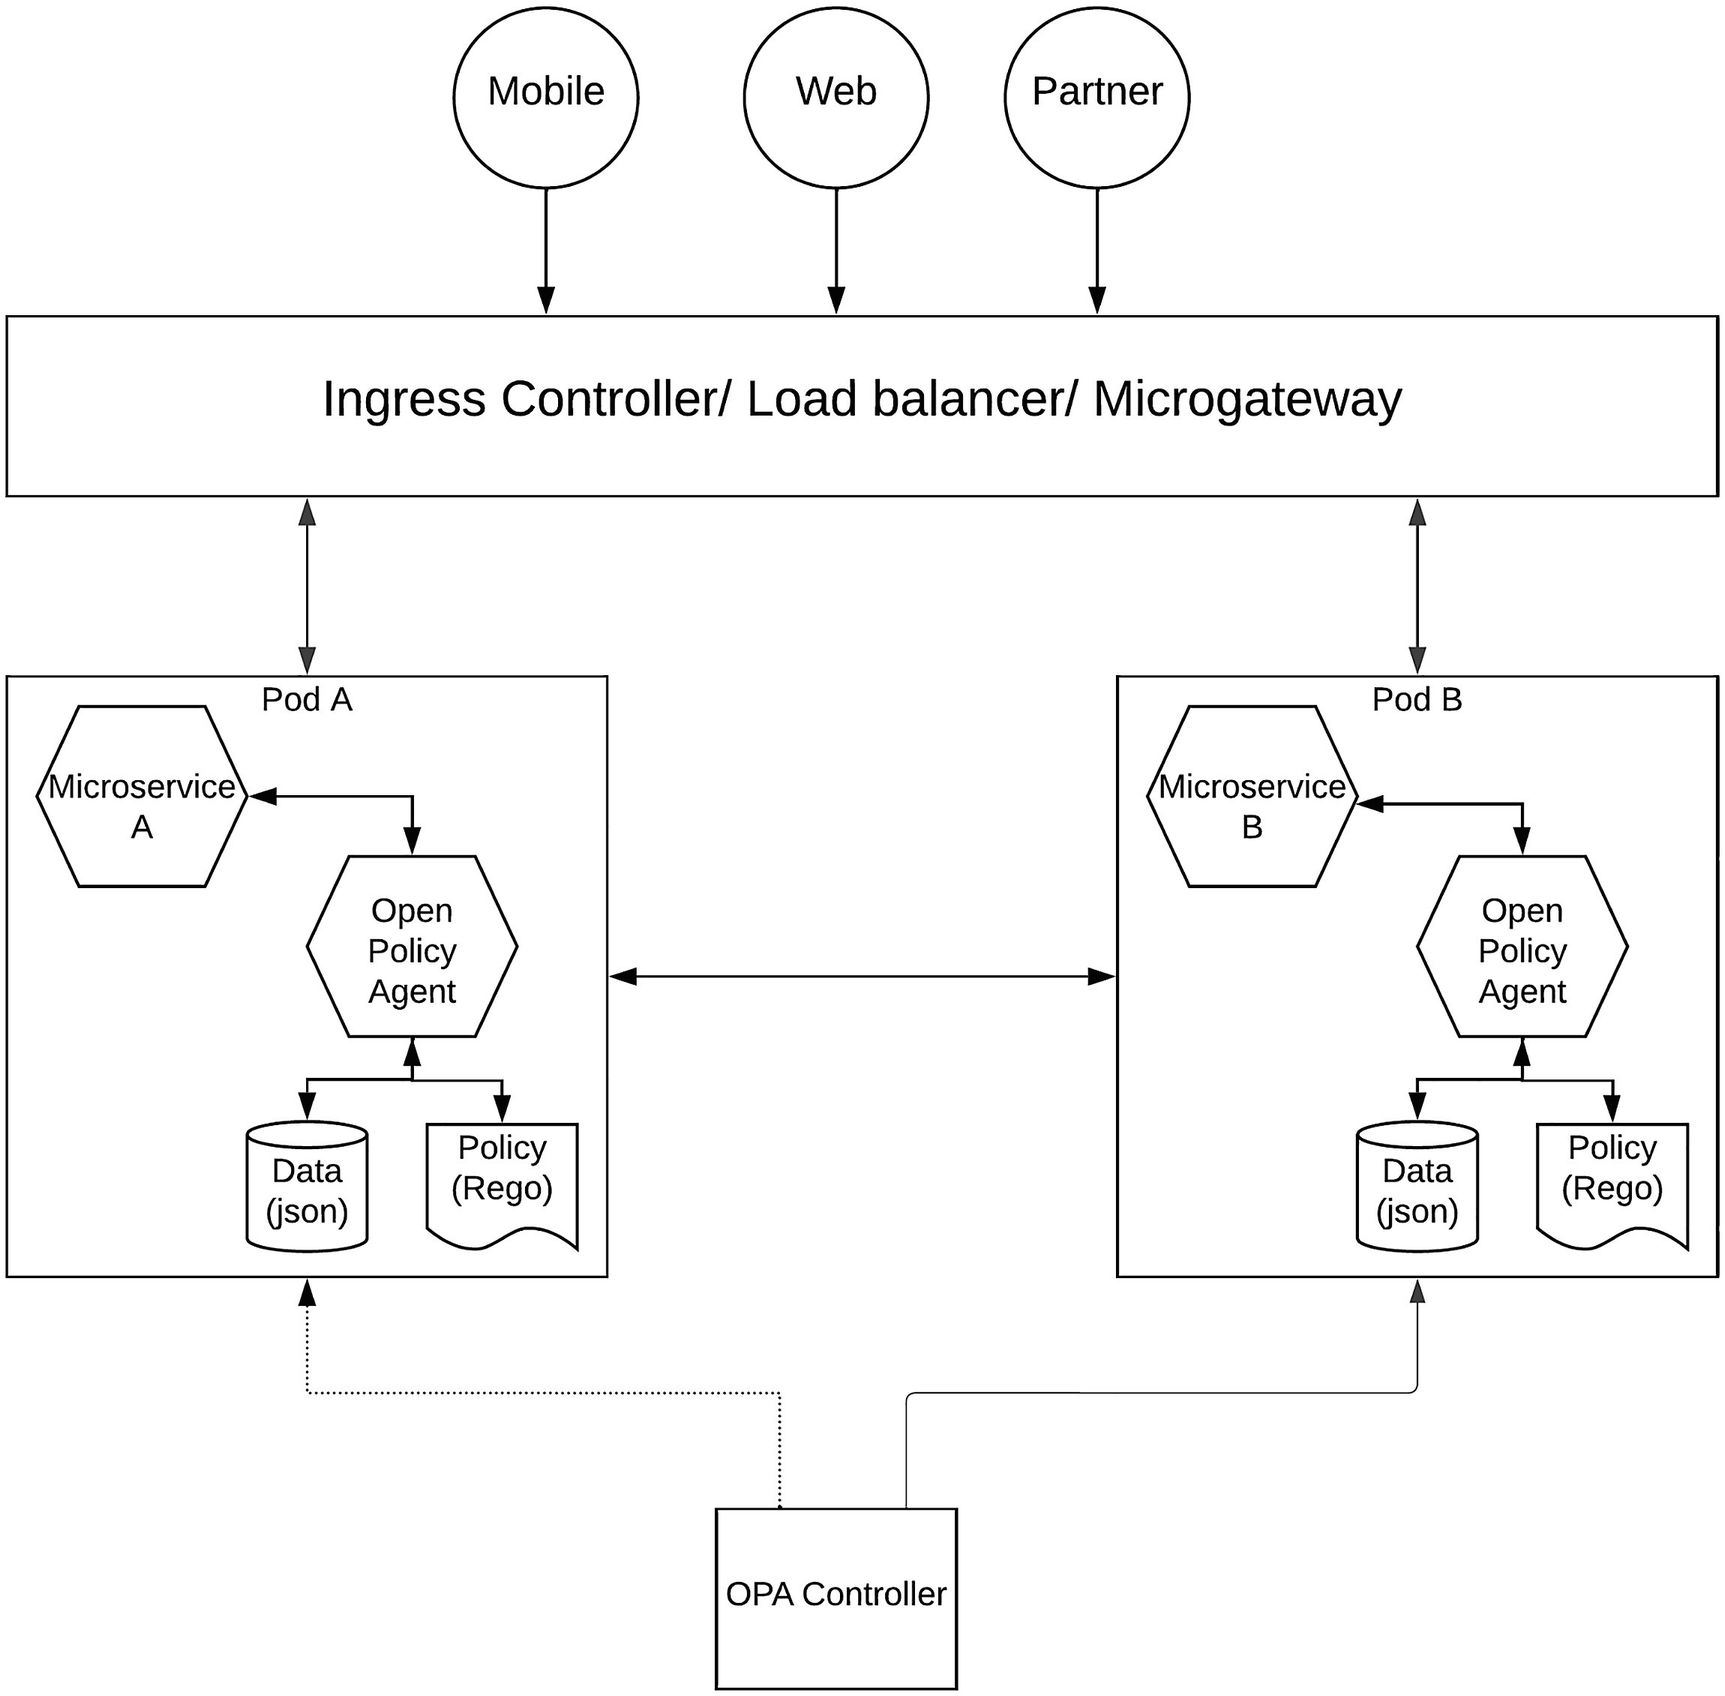 Mobile
Web
Partner
Ingress Controller/ Load balancer/ Microgateway
Pod A
Microservice
A
Open
Policy
Agent
Data
(json)
Policy
(Rego)
Pod B
Microservice
B
Open
Policy
Agent
Data
(json)
Policy
(Rego)
OPA Controller